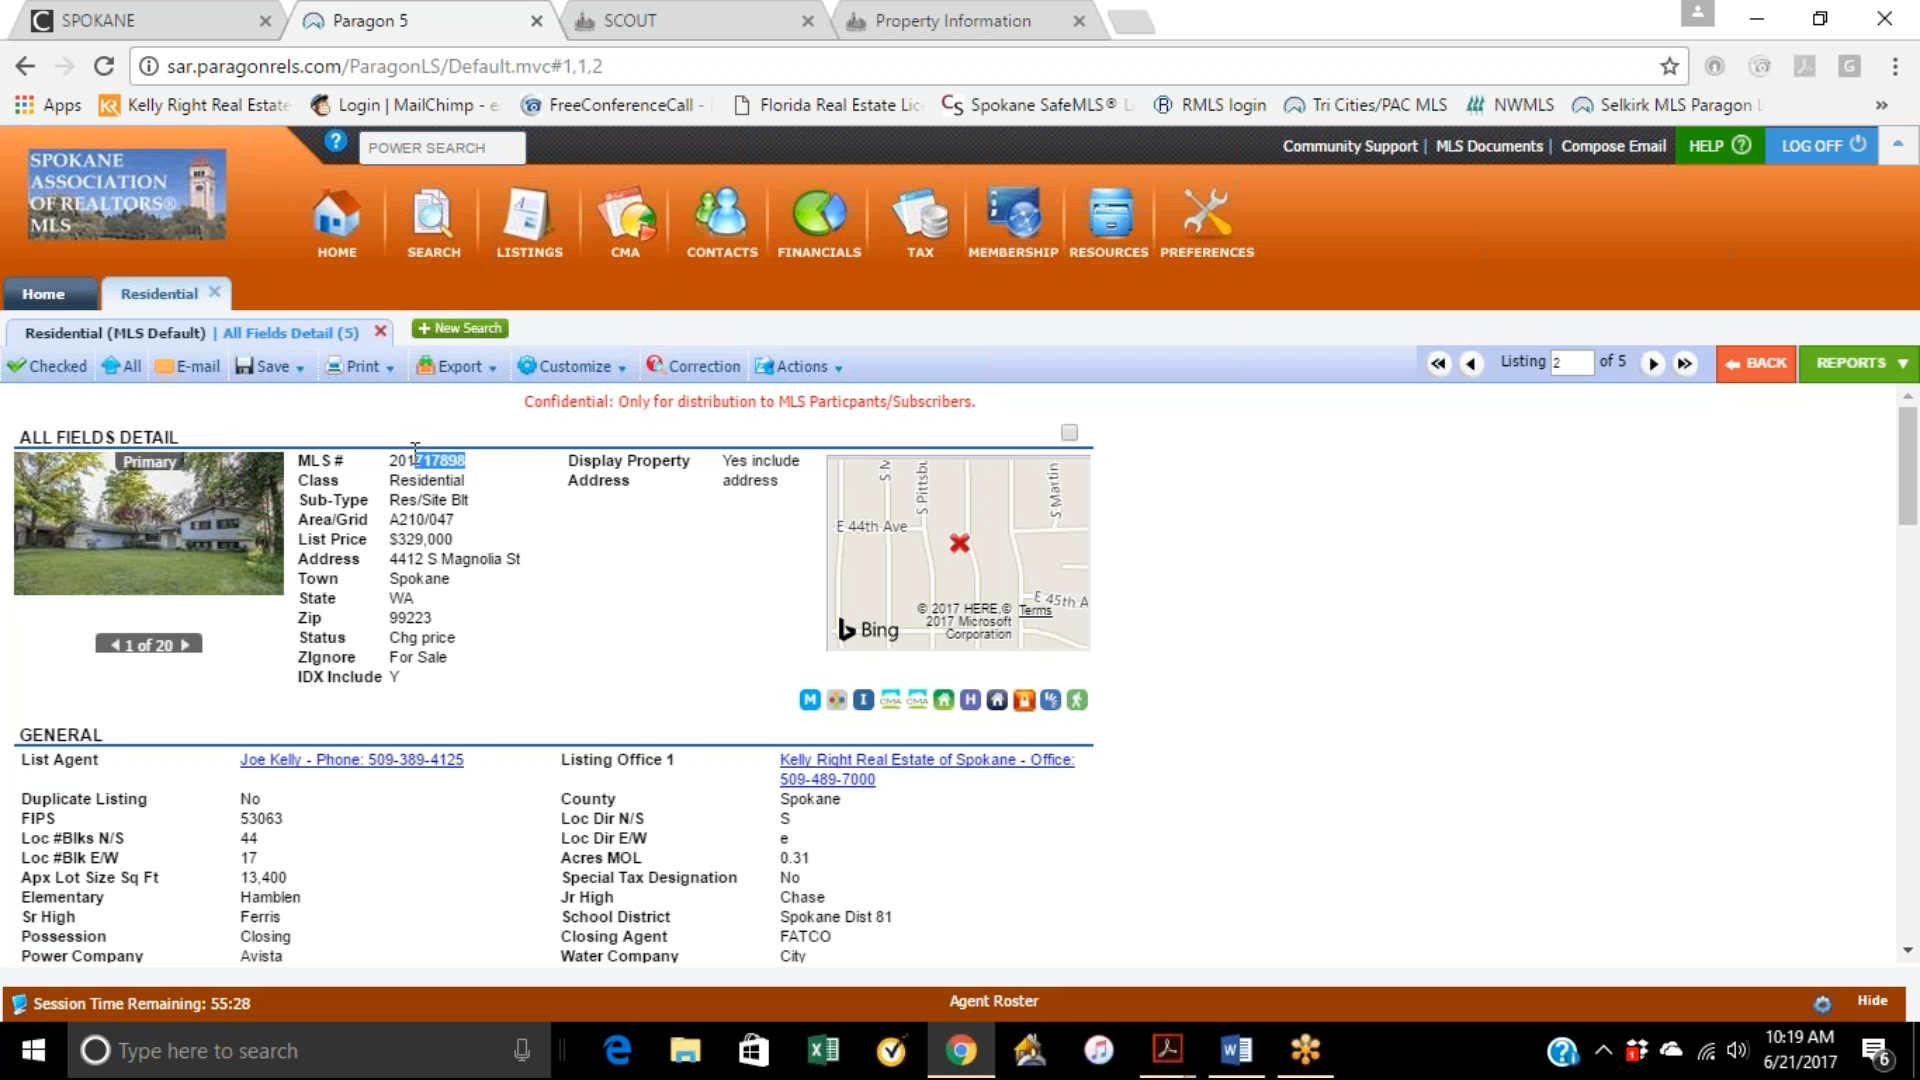 SPOKANE
Paragon 5
SCOUT
Property Information
sar.paragonrels.com/ParagonLS/Default.mvc#1,1,2
Apps
Kelly Right Real Estate
Login | MailChimp - e
FreeConferenceCall -
Florida Real Estate Lic
Spokane SafeMLS®
RMLS login
Tri Cities/PAC MLS
NWMLS
Selkirk MLS Paragon
SPOKANE
ASSOCIATION
OF REALTORS®
MLS
POWER SEARCH
Community Support | MLS Documents | Compose Email
HELP
LOG OFF
HOME
SEARCH
LISTINGS
CMA
CONTACTS
FINANCIALS
TAX
MEMBERSHIP
RESOURCES
PREFERENCES
Home
Residential
Residential (MLS Default) | All Fields Detail (5)
+ New Search
Checked
All
E-mail
Save
Print
Export
Customize
Correction
Actions
Listing 2 of 5
BACK
REPORTS
Confidential: Only for distribution to MLS Particpants/Subscribers.
ALL FIELDS DETAIL
Primary
1 of 20
MLS # 201717898
Class Residential
Sub-Type Res/Site Blt
Area/Grid A210/047
List Price $329,000
Address 4412 S Magnolia St
Town Spokane
State WA
Zip 99223
Status Chg price
ZIgnore For Sale
IDX Include Y
Display Property Yes include
Address address
S.M
S.Pittsbu
S.Martin
E 44th Ave
E 45th A
© 2017 HERE,© Terms
2017 Microsoft
Corporation
Bing
GENERAL
List Agent Joe Kelly - Phone: 509-389-4125
Listing Office 1 Kelly Right Real Estate of Spokane - Office:
509-489-7000
Duplicate Listing No
County Spokane
FIPS 53063
Loc Dir N/S S
Loc #Blks N/S 44
Loc Dir E/W e
Loc #Blk E/W 17
Acres MOL 0.31
Apx Lot Size Sq Ft 13,400
Special Tax Designation No
Elementary Hamblen
Jr High Chase
Sr High Ferris
School District Spokane Dist 81
Possession Closing
Closing Agent FATCO
Power Company Avista
Water Company City
Session Time Remaining: 55:28
Agent Roster
Hide
Type here to search
10:19 AM
6/21/2017
6